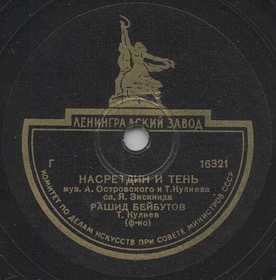 ЛЕНИНГРАДСКИЙ ЗАВОД
Г 16321
НАСРЕТДИН И ТЕНЬ
муз. А. Островского и Т. Кулиева
сл. Я. Зискинда
РАШИД БЕЙБУТОВ
Т. Кулиев
(ф-но)
КОМИТЕТ ПО ДЕЛАМ ИСКУССТВ ПРИ СОВЕТЕ МИНИСТРОВ СССР